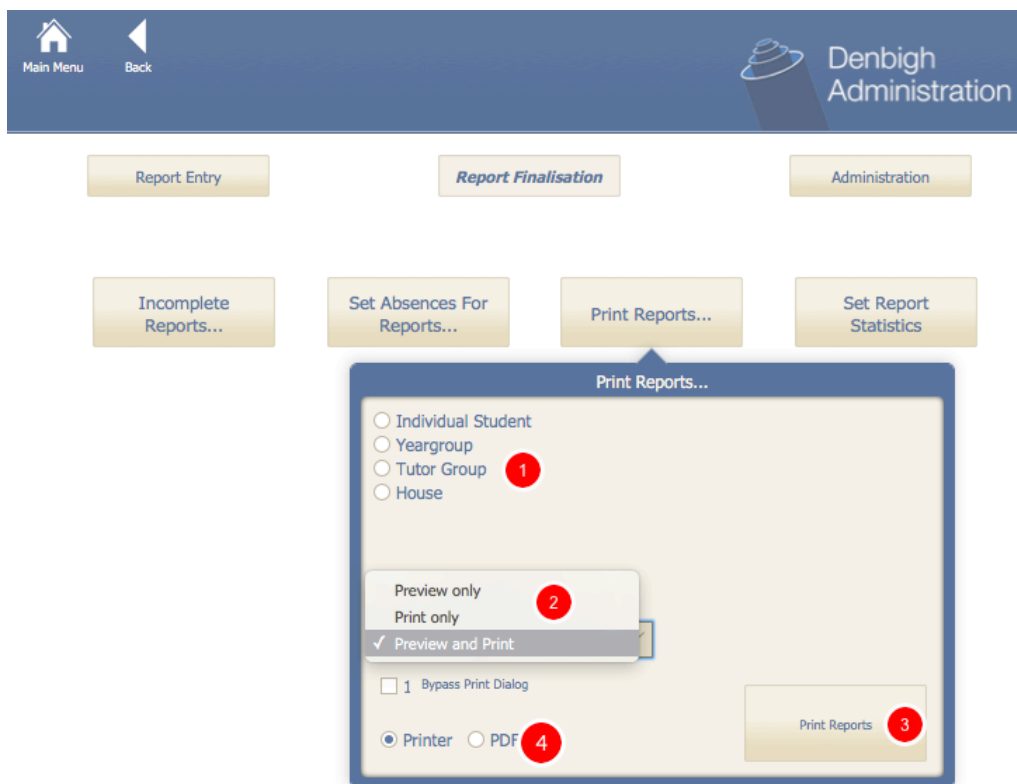 Main Menu
Back
Denbigh
Administration
Report Entry
Report Finalisation
Administration
Incomplete
Reports...
Set Absences For
Reports...
Print Reports...
Set Report
Statistics
Print Reports...
Individual Student
Yeargroup
Tutor Group
1
House
Preview only
2
Print only
✓ Preview and Print
1 Bypass Print Dialog
Print Reports
3
Printer
PDF
4